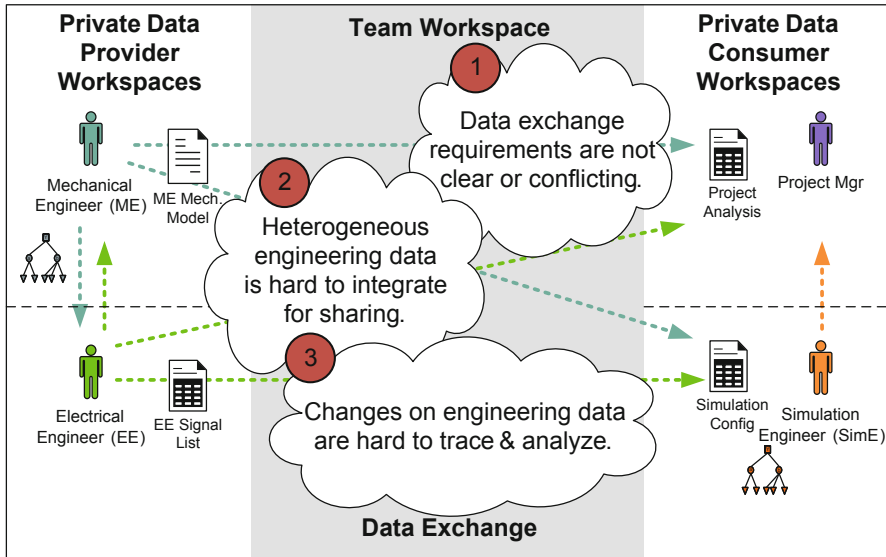 Private Data
Provider
Workspaces
Team Workspace
Private Data
Consumer
Workspaces
1
Data exchange
requirements are not
clear or conflicting.
Mechanical
Engineer (ME)
ME Mech.
Model
2
Heterogeneous
engineering data
is hard to integrate
for sharing.
Project
Analysis
Project Mgr
3
Changes on engineering data
are hard to trace & analyze.
Electrical
Engineer (EE)
EE Signal
List
Simulation
Config
Simulation
Engineer (SimE)
Data Exchange